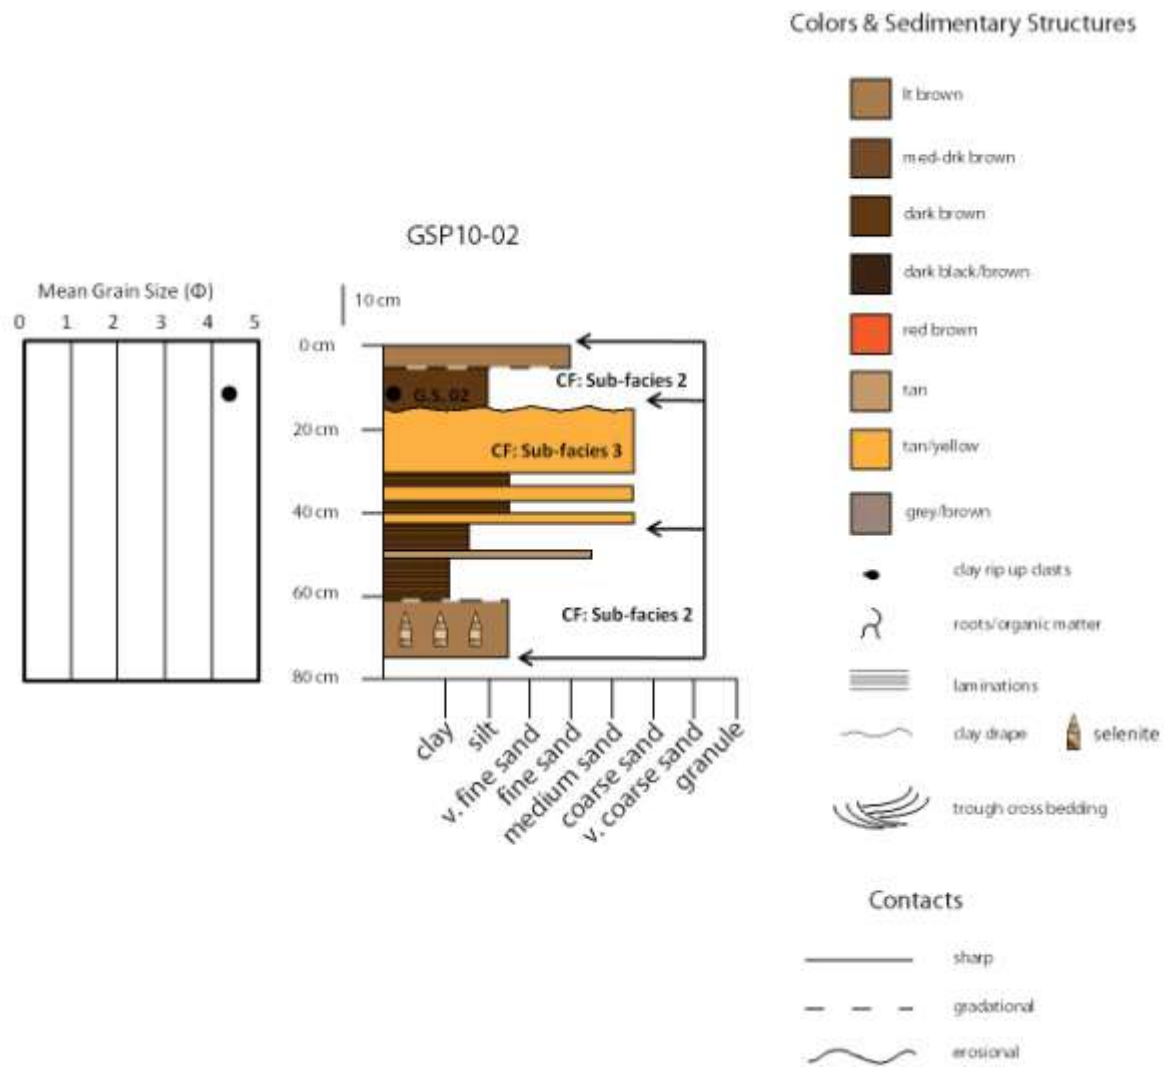 Colors & Sedimentary Structures
lt brown
med-drk brown
dark brown
dark black/brown
red brown
tan
tan/yellow
grey/brown
clay rip up clasts
roots/organic matter
laminations
clay drape
selenite
trough cross bedding
Contacts
sharp
gradational
erosional
GSP10-02
Mean Grain Size (Φ)
0 1 2 3 4 5
10 cm
0 cm
20 cm
40 cm
60 cm
80 cm
CF: Sub-facies 2
G.S. 02
CF: Sub-facies 3
CF: Sub-facies 2
clay
silt
v. fine sand
fine sand
medium sand
coarse sand
v. coarse sand
granule